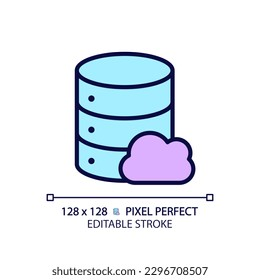 128 x 128 PIXEL PERFECT
EDITABLE STROKE
shutterstock.com · 2296708507